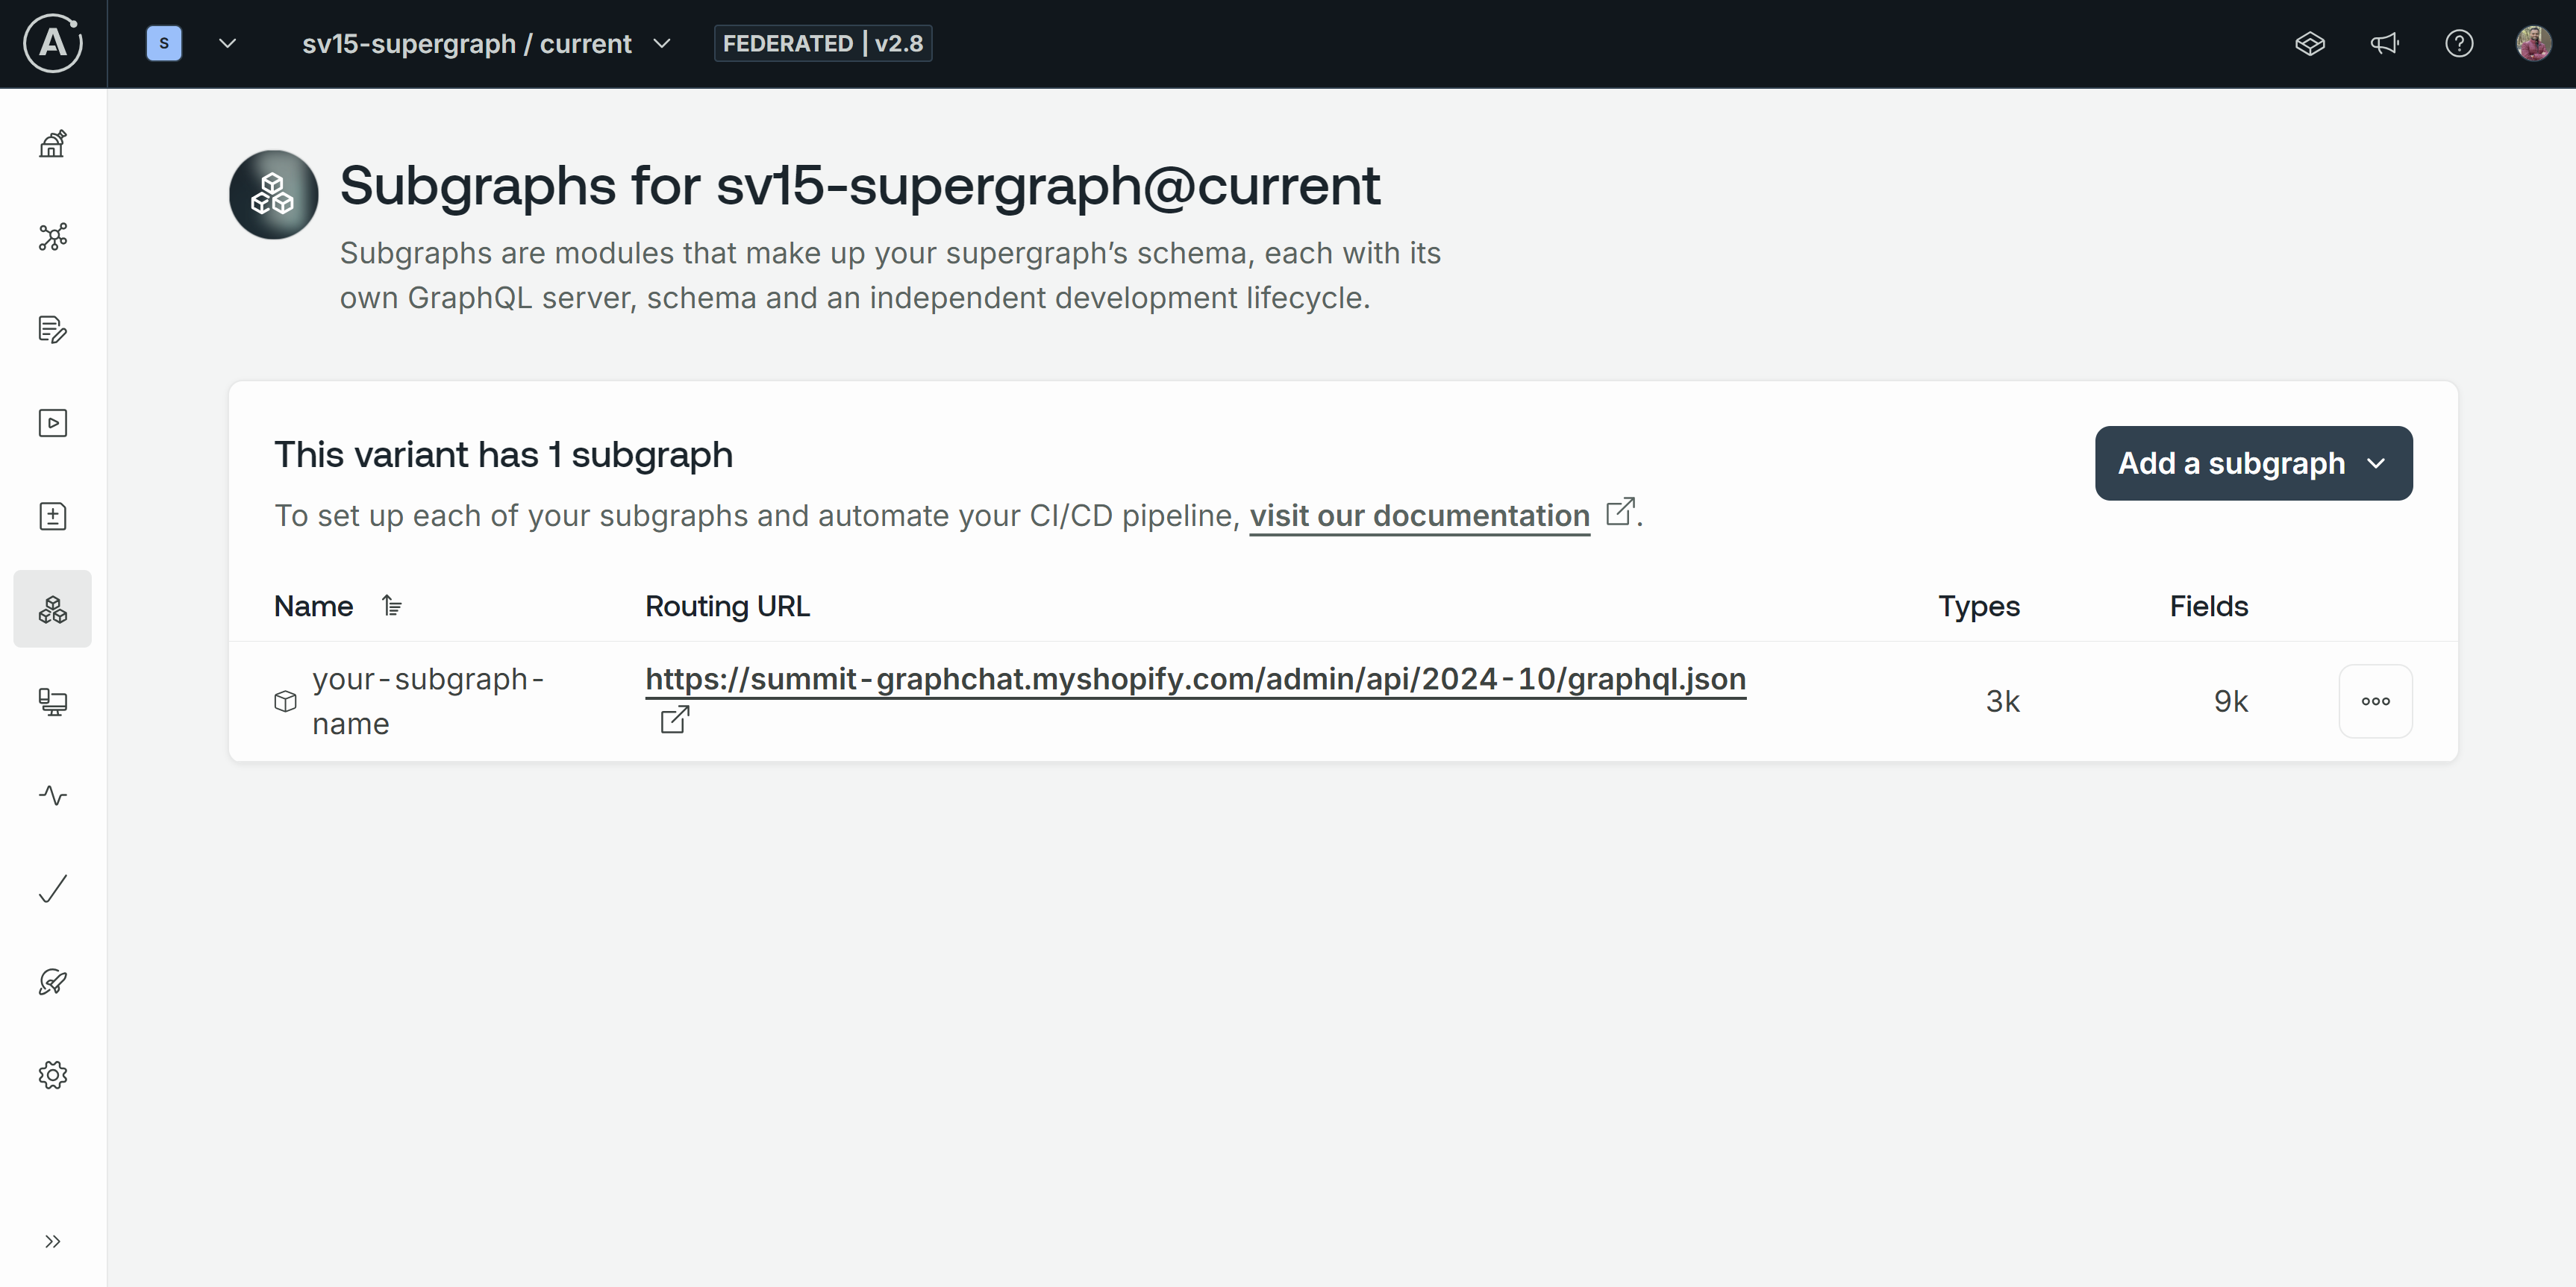 A
S
sv15-supergraph / current
FEDERATED | v2.8
Subgraphs for sv15-supergraph@current
Subgraphs are modules that make up your supergraph’s schema, each with its
own GraphQL server, schema and an independent development lifecycle.
This variant has 1 subgraph
Add a subgraph
To set up each of your subgraphs and automate your CI/CD pipeline, visit our documentation .
Name Routing URL Types Fields
your-subgraph-
name
https://summit-graphchat.myshopify.com/admin/api/2024-10/graphql.json
3k
9k